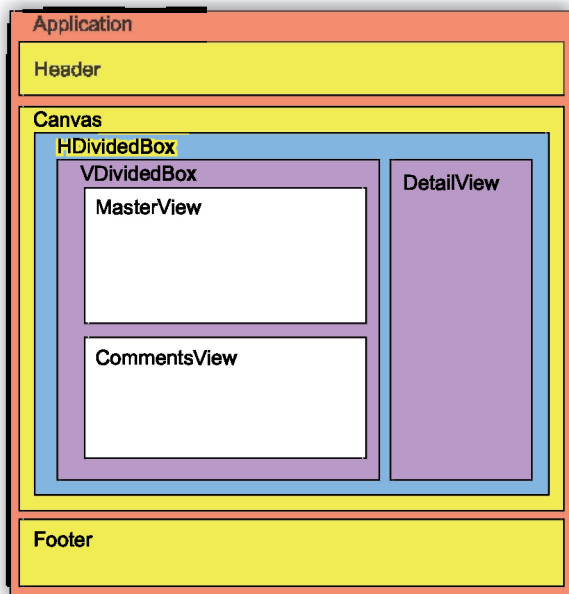 Application
Header
Canvas
HDividedBox
VDividedBox
MasterView
DetailView
CommentsView
Footer